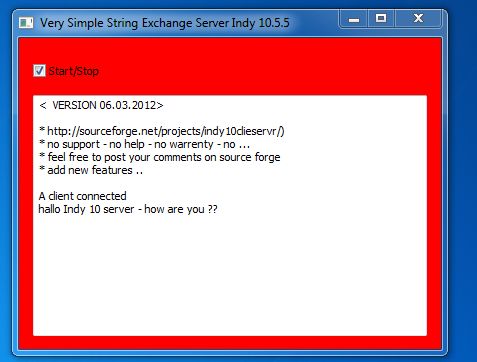 Very Simple String Exchange Server Indy 10.5.5
Start/Stop
< VERSION 06.03.2012>
* http://sourceforge.net/projects/indy10clieservr/)
* no support - no help - no warrenty - no ...
* feel free to post your comments on source forge
* add new features ..
A client connected
hallo Indy 10 server - how are you ??